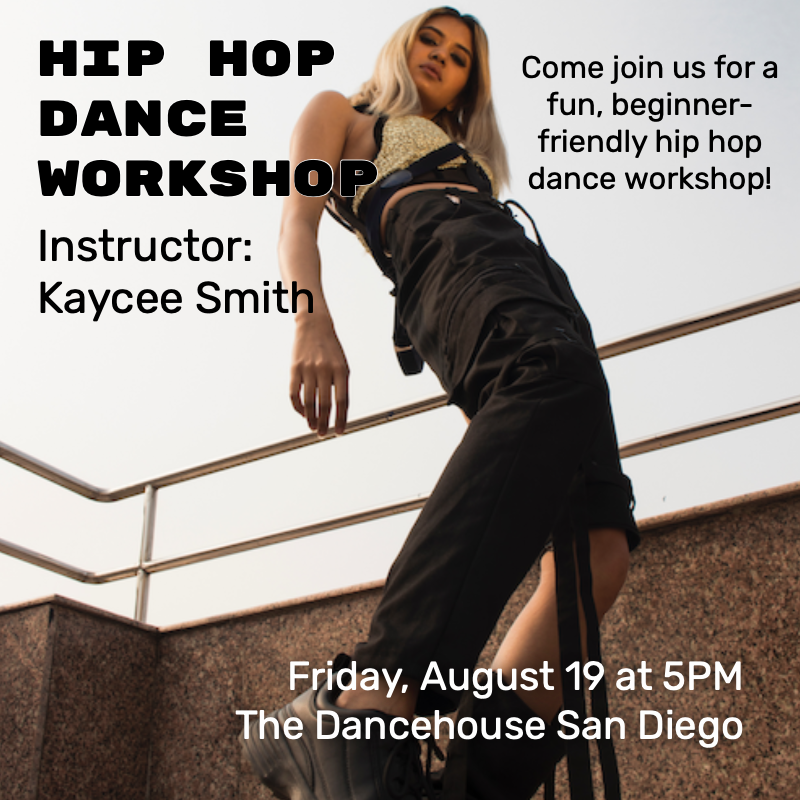 HIP HOP
DANCE
WORKSHOP
Instructor:
Kaycee Smith
Come join us for a
fun, beginner-
friendly hip hop
dance workshop!
Friday, August 19 at 5PM
The Dancehouse San Diego